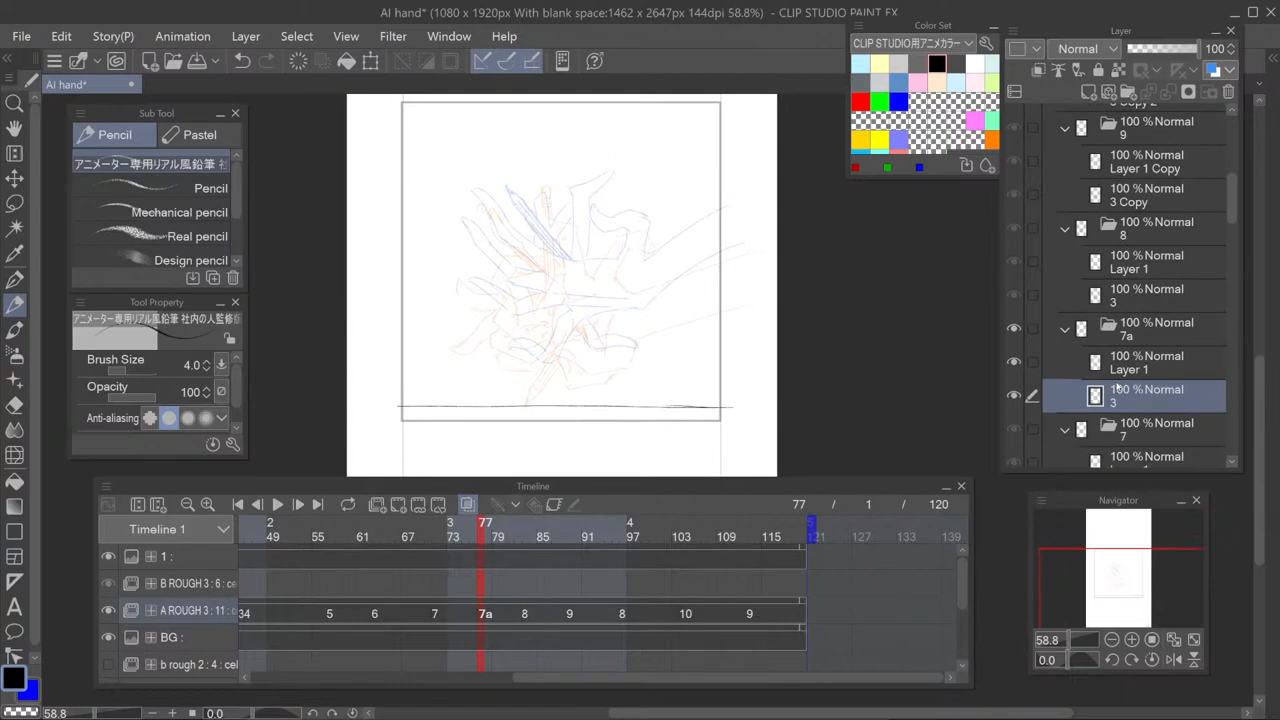 AI hand* (1080 x 1920px With blank space:1462 x 2647px 144dpi 58.8%) - CLIP STUDIO PAINT EX
File Edit Story(P) Animation Layer Select View Filter Window Help
AI hand*
Sub Tool
Pencil Pastel
アニメーター専用リアル風鉛筆 社
Pencil
Mechanical pencil
Real pencil
Design pencil
Tool Property
アニメーター専用リアル風鉛筆 社内の人監修
Brush Size 4.0
Opacity 100
Anti-aliasing
Color Set
CLIP STUDIO用アニメカラー
Layer
Normal 100
3 Copy 2
100 % Normal
9
100 % Normal
Layer 1 Copy
100 % Normal
3 Copy
100 % Normal
8
100 % Normal
Layer 1
100 % Normal
3
100 % Normal
7a
100 % Normal
Layer 1
100 % Normal
3
100 % Normal
7
100 % Normal
Timeline
77 / 1 / 120
Timeline 1
2 3 77 4 5
49 55 61 67 73 79 85 91 97 103 109 115 121 127 133 139
1 :
B ROUGH 3 : 6 : ce
A ROUGH 3 : 11 : c
34 5 6 7 7a 8 9 8 10 9
BG :
b rough 2 : 4 : cel
Navigator
58.8
0.0
58.8 0.0